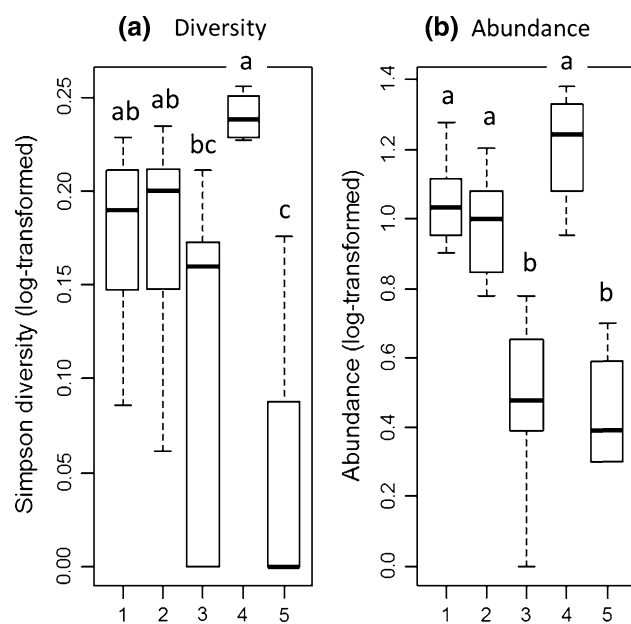 (a) Diversity
a
ab ab
bc
c
0.25
0.20
0.15
0.10
0.05
0.00
Simpson diversity (log-transformed)
1 2 3 4 5
(b) Abundance
a
a a
b
b
1.4
1.2
1.0
0.8
0.6
0.4
0.2
0.0
Abundance (log-transformed)
1 2 3 4 5